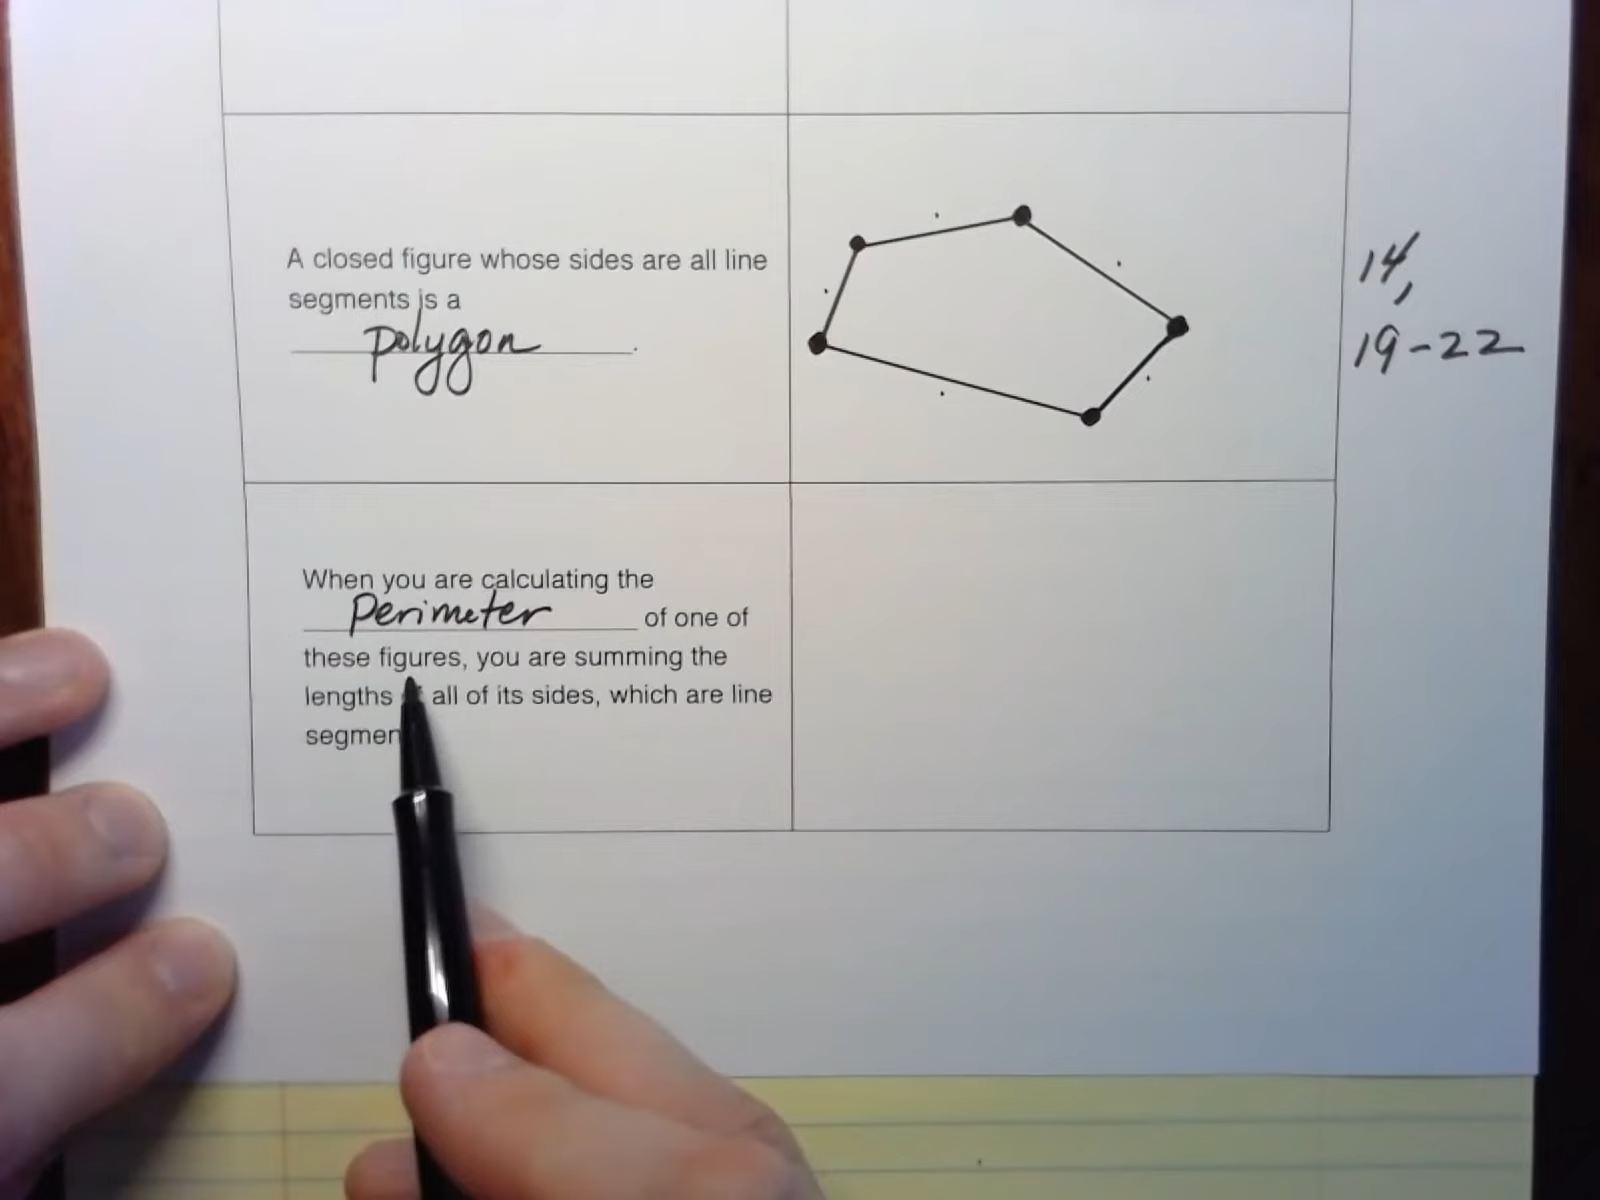 A closed figure whose sides are all line
segments is a
polygon.
14,
19-22
When you are calculating the
Perimeter of one of
these figures, you are summing the
lengths all of its sides, which are line